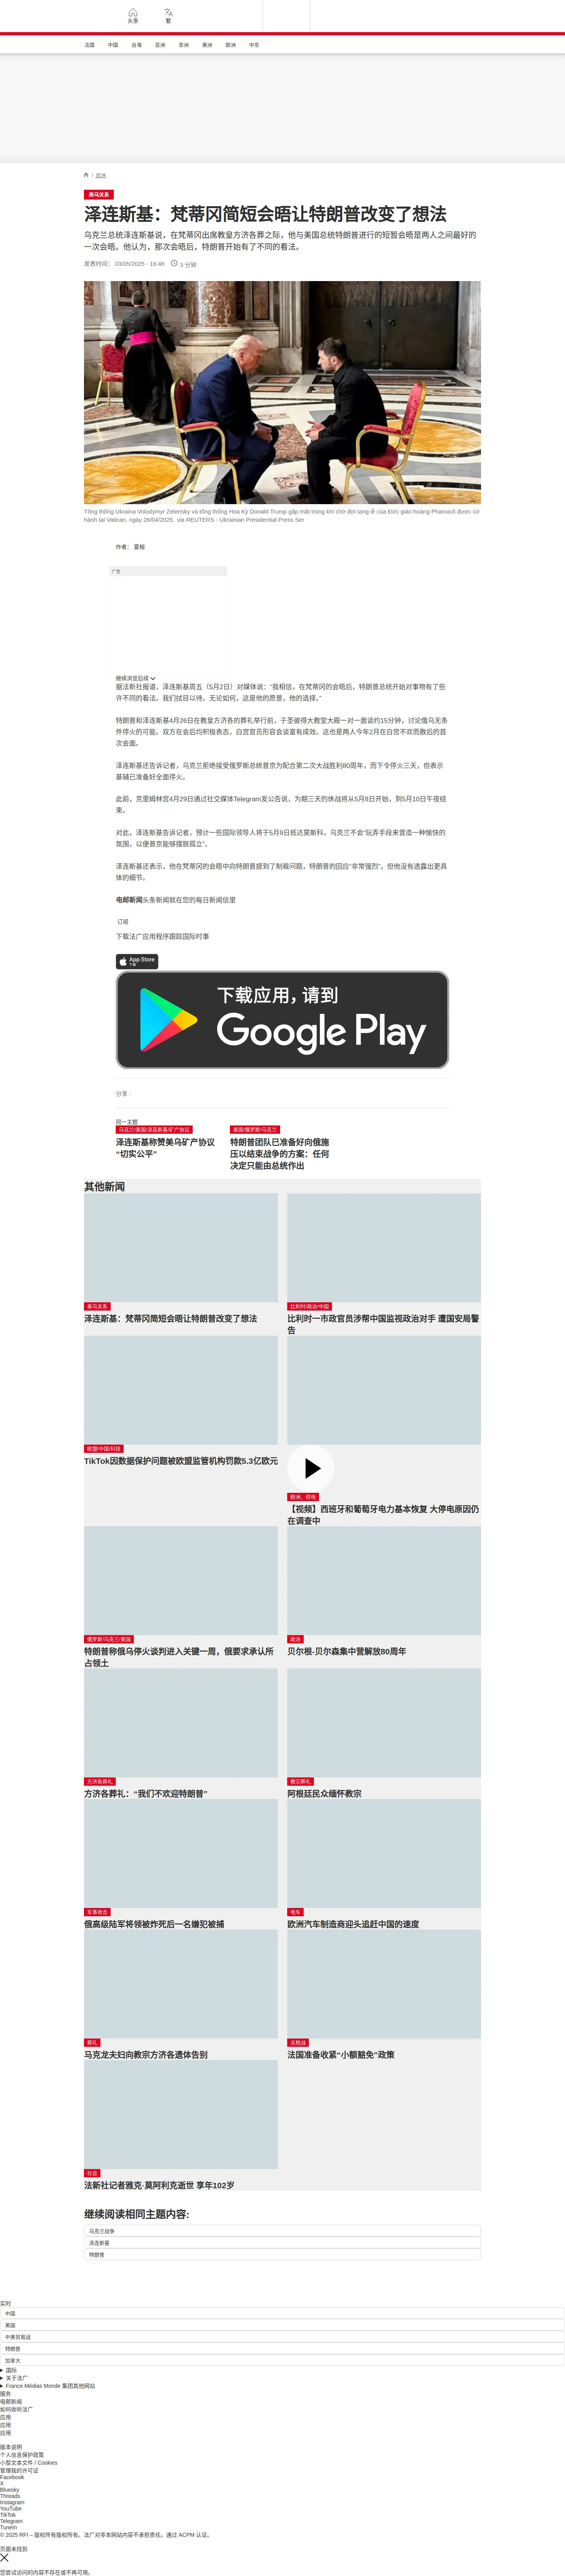 头条
繁
法国 中国 台海 亚洲 非洲 美洲 欧洲 中东
/ 欧洲
美乌关系
泽连斯基：梵蒂冈简短会晤让特朗普改变了想法
乌克兰总统泽连斯基说，在梵蒂冈出席教皇方济各葬之际，他与美国总统特朗普进行的短暂会晤是两人之间最好的
一次会晤。他认为，那次会晤后，特朗普开始有了不同的看法。
发表时间： 03/05/2025 - 16:46 3 分钟
Tổng thống Ukraina Volodymyr Zelensky và tổng thống Hoa Kỳ Donald Trump gặp mặt trong khi chờ đợi tang lễ của Đức giáo hoàng Phanxicô được cử
hành tại Vatican, ngày 26/04/2025. via REUTERS - Ukrainian Presidential Press Ser
作者： 夏榕
广告
继续浏览后续
据法新社报道，泽连斯基周五（5月2日）对媒体说：“我相信，在梵蒂冈的会晤后，特朗普总统开始对事物有了些
许不同的看法。我们拭目以待。无论如何，这是他的愿景，他的选择。”
特朗普和泽连斯基4月26日在教皇方济各的葬礼举行前，于圣彼得大教堂大殿一对一面谈约15分钟，讨论俄乌无条
件停火的可能。双方在会后均积极表态，白宫官员形容会谈富有成效。这也是两人今年2月在白宫不欢而散后的首
次会面。
泽连斯基还告诉记者，乌克兰拒绝接受俄罗斯总统普京为配合第二次大战胜利80周年，而下令停火三天，但表示
基辅已准备好全面停火。
此前，克里姆林宫4月29日通过社交媒体Telegram发公告说，为期三天的休战将从5月8日开始，到5月10日午夜结
束。
对此，泽连斯基告诉记者，预计一些国际领导人将于5月9日抵达莫斯科，乌克兰不会“玩弄手段来营造一种愉快的
氛围，以便普京能够摆脱孤立”。
泽连斯基还表示，他在梵蒂冈的会晤中向特朗普提到了制裁问题，特朗普的回应“非常强烈”，但他没有透露出更具
体的细节。
电邮新闻头条新闻就在您的每日新闻信里
订阅
下载法广应用程序跟踪国际时事
App Store
下载
下载应用，请到
Google Play
分享 :
同一主题
乌克兰/美国/泽连斯基/矿产协议
泽连斯基称赞美乌矿产协议
“切实公平”
美国/俄罗斯/乌克兰
特朗普团队已准备好向俄施
压以结束战争的方案：任何
决定只能由总统作出
其他新闻
美乌关系
泽连斯基：梵蒂冈简短会晤让特朗普改变了想法
比利时/政治/中国
比利时一市政官员涉帮中国监视政治对手 遭国安局警
告
欧盟/中国/科技
TikTok因数据保护问题被欧盟监管机构罚款5.3亿欧元
欧洲、供电
【视频】西班牙和葡萄牙电力基本恢复 大停电原因仍
在调查中
俄罗斯/乌克兰/美国
特朗普称俄乌停火谈判进入关键一周，俄要求承认所
占领土
政治
贝尔根-贝尔森集中营解放80周年
方济各葬礼
方济各葬礼：“我们不欢迎特朗普”
教宗葬礼
阿根廷民众缅怀教宗
军事攻击
俄高级陆军将领被炸死后一名嫌犯被捕
电车
欧洲汽车制造商迎头追赶中国的速度
葬礼
马克龙夫妇向教宗方济各遗体告别
关税战
法国准备收紧“小额豁免”政策
社会
法新社记者雅克·莫阿利克逝世 享年102岁
继续阅读相同主题内容:
乌克兰战争
泽连斯基
特朗普
实时
中国
美国
中美贸易战
特朗普
加拿大
国际
关于法广
France Médias Monde 集团其他网站
服务
电邮新闻
如何收听法广
应用
应用
应用
版本说明
个人信息保护政策
小型文本文件 / Cookies
管理我的许可证
Facebook
X
Bluesky
Threads
Instagram
YouTube
TikTok
Telegram
TuneIn
© 2025 RFI – 版权所有版权所有。法广对非本网站内容不承担责任。通过 ACPM 认证。
页面未找到
您尝试访问的内容不存在或不再可用。